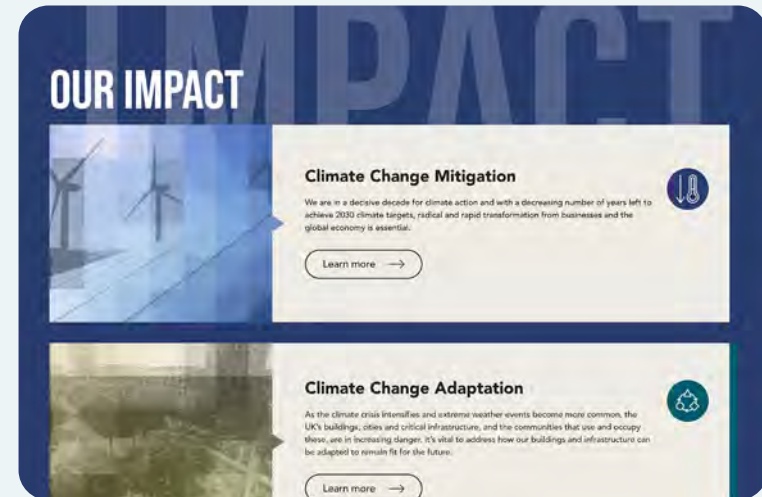 IMPACT
OUR IMPACT
Climate Change Mitigation
We are in a decisive decade for climate action and with a decreasing number of years left to
achieve 2030 climate targets, radical and rapid transformation from businesses and the
global economy is essential.
Learn more
Climate Change Adaptation
As the climate crisis intensifies and extreme weather events become more common, the
UK's buildings, cities and critical infrastructure, and the communities that use and occupy
these, are in increasing danger. It's vital to address how our buildings and infrastructure can
be adapted to remain fit for the future.
Learn more